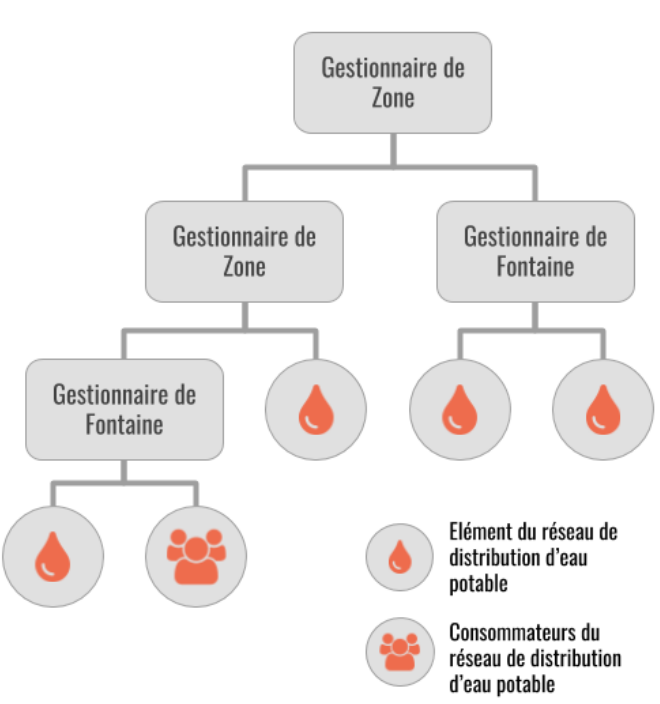 Gestionnaire de
Zone
Gestionnaire de
Zone
Gestionnaire de
Fontaine
Gestionnaire de
Fontaine
Elément du réseau de
distribution d'eau
potable
Consommateurs du
réseau de distribution
d'eau potable